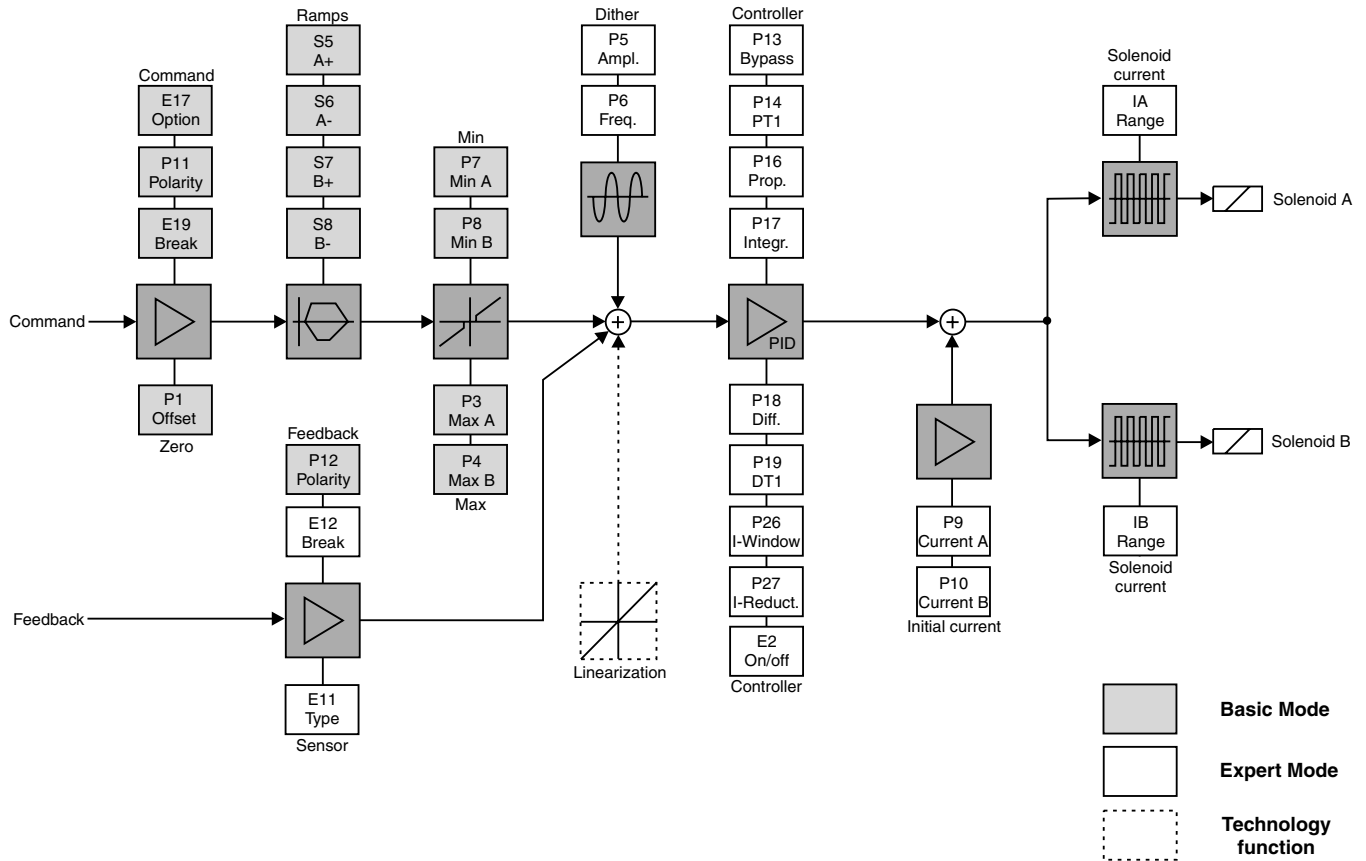 Ramps
S5
A+
S6
A-
S7
B+
S8
B-
Command
E17
Option
P11
Polarity
E19
Break
Command
P1
Offset
Zero
Min
P7
Min A
P8
Min B
P3
Max A
P4
Max B
Max
Feedback
P12
Polarity
E12
Break
Feedback
E11
Type
Sensor
Dither
P5
Ampl.
P6
Freq.
Linearization
Controller
P13
Bypass
P14
PT1
P16
Prop.
P17
Integr.
PID
P18
Diff.
P19
DT1
P26
I-Window
P27
I-Reduct.
E2
On/off
Controller
P9
Current A
P10
Current B
Initial current
Solenoid
current
IA
Range
Solenoid A
Solenoid B
IB
Range
Solenoid
current
Basic Mode
Expert Mode
Technology
function